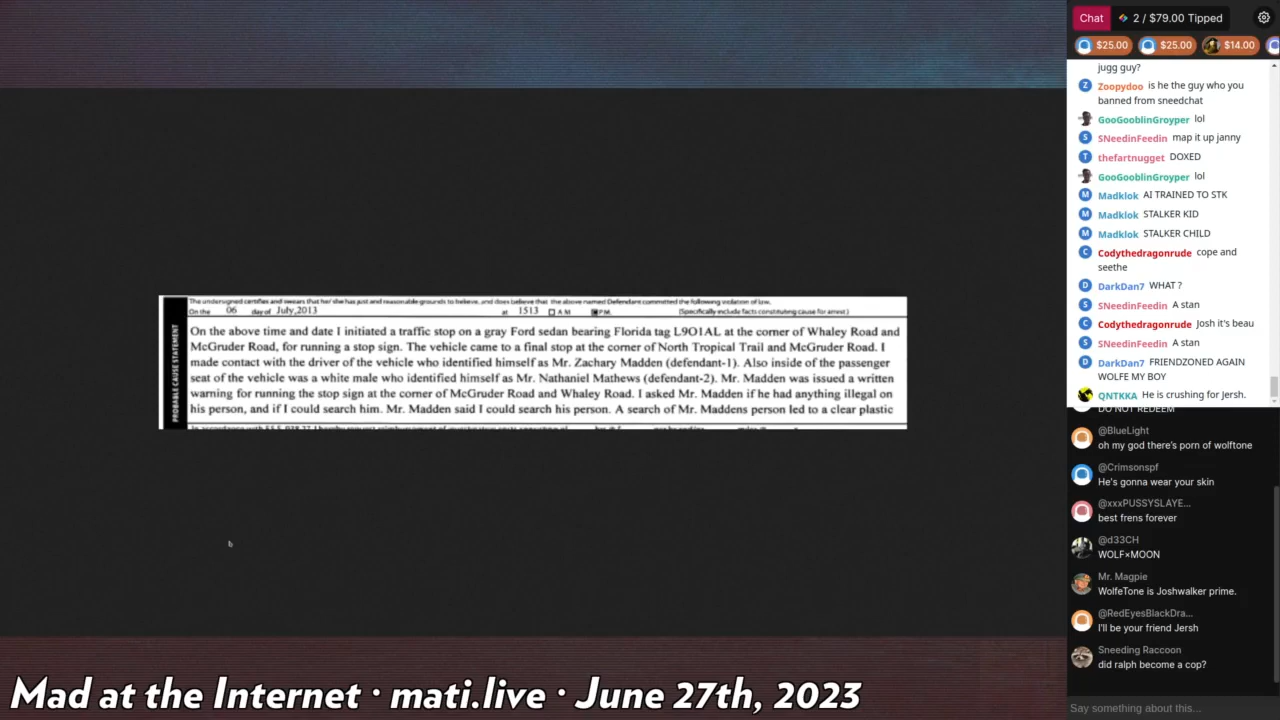 The undersigned certifies and swears that he/ she has just and reasonable grounds to believe, and does believe that the above named Defendant committed the following violation of law.
On the 06 day of July,2013 at 1513 A M P.M. (Specifically include facts constituting cause for arrest.)
PROBABLE CAUSE STATEMENT
On the above time and date I initiated a traffic stop on a gray Ford sedan bearing Florida tag L9O1AL at the corner of Whaley Road and
McGruder Road, for running a stop sign. The vehicle came to a final stop at the corner of North Tropical Trail and McGruder Road. I
made contact with the driver of the vehicle who identified himself as Mr. Zachary Madden (defendant-1). Also inside of the passenger
seat of the vehicle was a white male who identified himself as Mr. Nathaniel Mathews (defendant-2). Mr. Madden was issued a written
warning for running the stop sign at the corner of McGruder Road and Whaley Road. I asked Mr. Madden if he had anything illegal on
his person, and if I could search him. Mr. Madden said I could search his person. A search of Mr. Maddens person led to a clear plastic
Mad at the Internet · mati.live · June 27th, 2023
Chat 2 / $79.00 Tipped
$25.00 $25.00 $14.00
jugg guy?
Zoopydoo is he the guy who you
banned from sneedchat
GooGooblinGroyper lol
SNeedinFeedin map it up janny
thefartnugget DOXED
GooGooblinGroyper lol
Madklok AI TRAINED TO STK
Madklok STALKER KID
Madklok STALKER CHILD
Codythedragonrude cope and
seethe
DarkDan7 WHAT ?
SNeedinFeedin A stan
Codythedragonrude Josh it's beau
SNeedinFeedin A stan
DarkDan7 FRIENDZONED AGAIN
WOLFE MY BOY
QNTKKA He is crushing for Jersh.
DO NOT REDEEM
@BlueLight
oh my god there's porn of wolftone
@Crimsonspf
He's gonna wear your skin
@xxxPUSSYSLAYE...
best frens forever
@d33CH
WOLF×MOON
Mr. Magpie
WolfeTone is Joshwalker prime.
@RedEyesBlackDra...
I'll be your friend Jersh
Sneeding Raccoon
did ralph become a cop?
Say something about this...